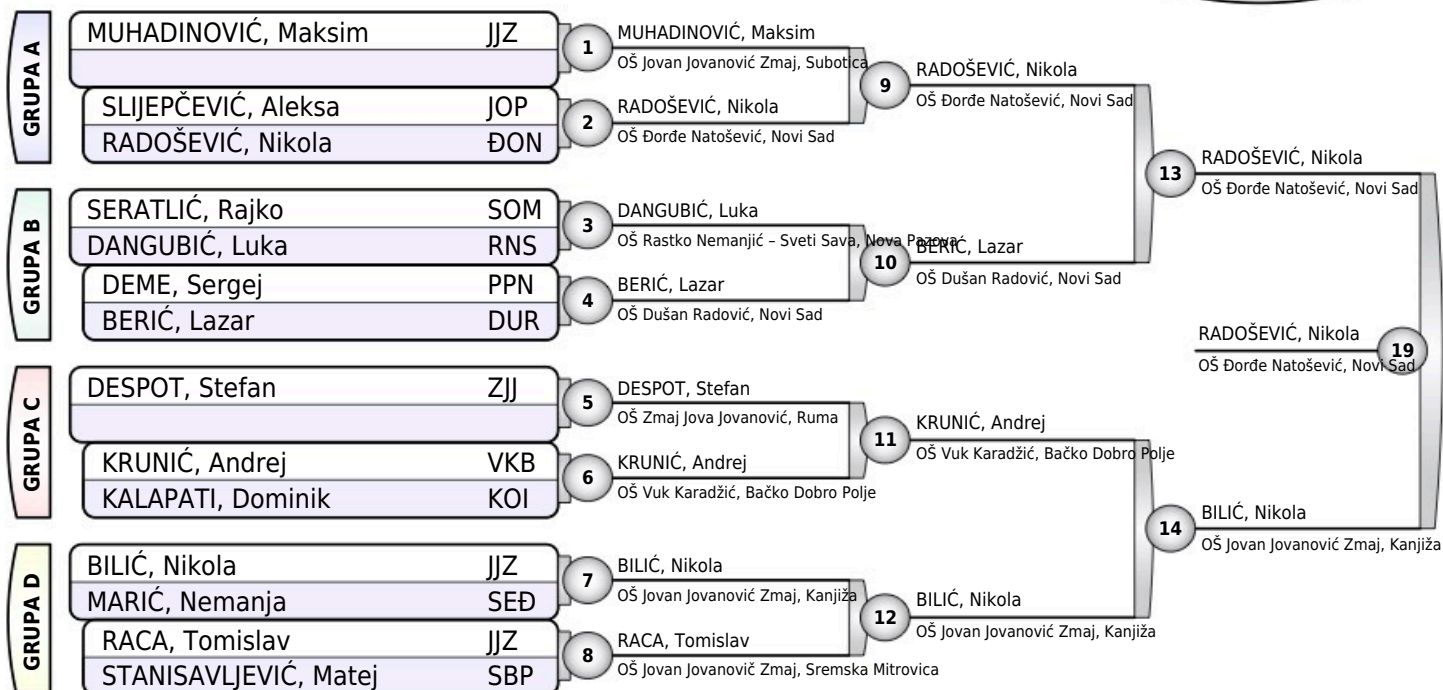 GRUPA A
MUHADINOVIĆ, Maksim JJZ
SLIJEPČEVIĆ, Aleksa JOP
RADOŠEVIĆ, Nikola ĐON
GRUPA B
SERATLIĆ, Rajko SOM
DANGUBIĆ, Luka RNS
DEME, Sergej PPN
BERIĆ, Lazar DUR
GRUPA C
DESPOT, Stefan ZJJ
KRUNIĆ, Andrej VKB
KALAPATI, Dominik KOI
GRUPA D
BILIĆ, Nikola JJZ
MARIĆ, Nemanja SEĐ
RACA, Tomislav JJZ
STANISAVLJEVIĆ, Matej SBP
1
MUHADINOVIĆ, Maksim
OŠ Jovan Jovanović Zmaj, Subotica
2
RADOŠEVIĆ, Nikola
OŠ Đorđe Natošević, Novi Sad
3
DANGUBIĆ, Luka
OŠ Rastko Nemanjić – Sveti Sava, Nova Pazova
4
BERIĆ, Lazar
OŠ Dušan Radović, Novi Sad
5
DESPOT, Stefan
OŠ Zmaj Jova Jovanović, Ruma
6
KRUNIĆ, Andrej
OŠ Vuk Karadžić, Bačko Dobro Polje
7
BILIĆ, Nikola
OŠ Jovan Jovanović Zmaj, Kanjiža
8
RACA, Tomislav
OŠ Jovan Jovanovič Zmaj, Sremska Mitrovica
9
RADOŠEVIĆ, Nikola
OŠ Đorđe Natošević, Novi Sad
10
BERIĆ, Lazar
OŠ Dušan Radović, Novi Sad
11
KRUNIĆ, Andrej
OŠ Vuk Karadžić, Bačko Dobro Polje
12
BILIĆ, Nikola
OŠ Jovan Jovanović Zmaj, Kanjiža
13
RADOŠEVIĆ, Nikola
OŠ Đorđe Natošević, Novi Sad
14
BILIĆ, Nikola
OŠ Jovan Jovanović Zmaj, Kanjiža
RADOŠEVIĆ, Nikola
19
OŠ Đorđe Natošević, Novi Sad